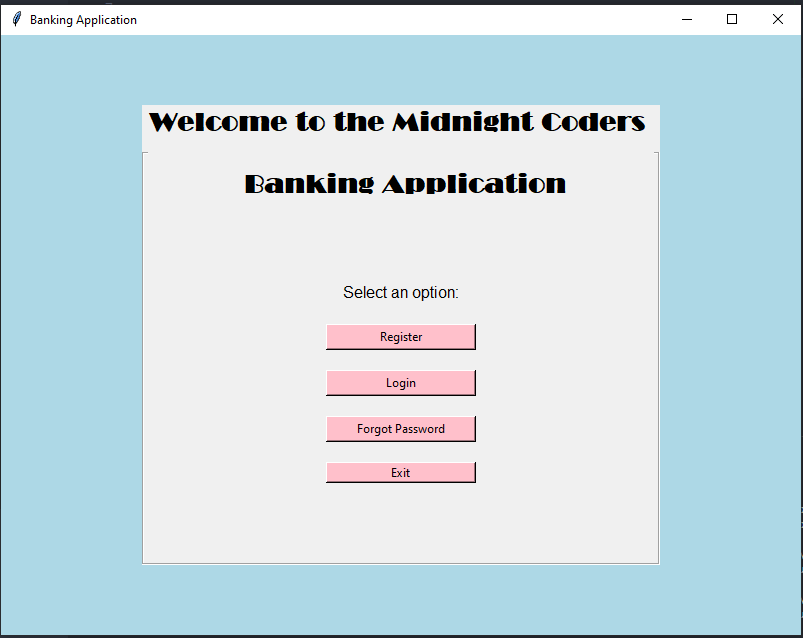 Banking Application
Welcome to the Midnight Coders
Banking Application
Select an option:
Register
Login
Forgot Password
Exit